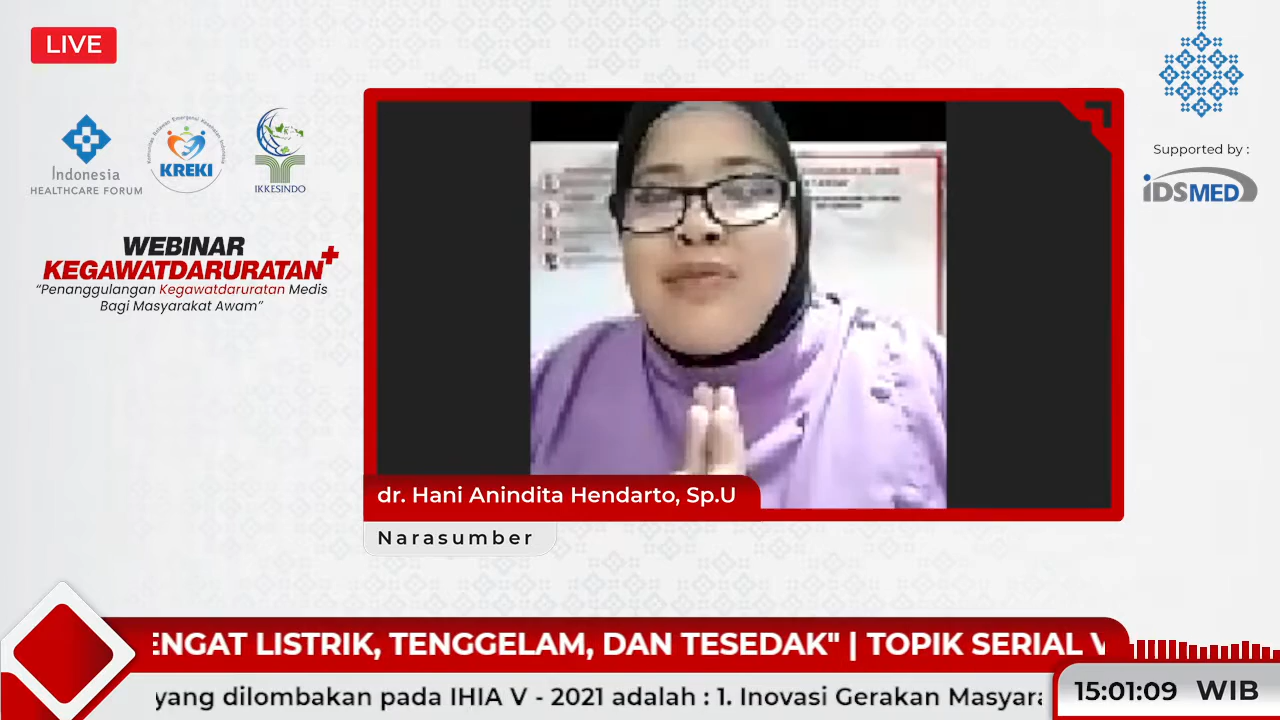 LIVE
Indonesia
HEALTHCARE FORUM
KREKI
IKKESINDO
WEBINAR
KEGAWATDARURATAN
“Penanggulangan Kegawatdaruratan Medis
Bagi Masyarakat Awam”
Supported by :
iDSMED
dr. Hani Anindita Hendarto, Sp.U
Narasumber
ENGAT LISTRIK, TENGGELAM, DAN TESEDAK" | TOPIK SERIAL V
yang dilombakan pada IHIA V - 2021 adalah : 1. Inovasi Gerakan Masyara
15:01:09 WIB